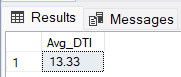 Results Messages
Avg_DTI
1 13.33